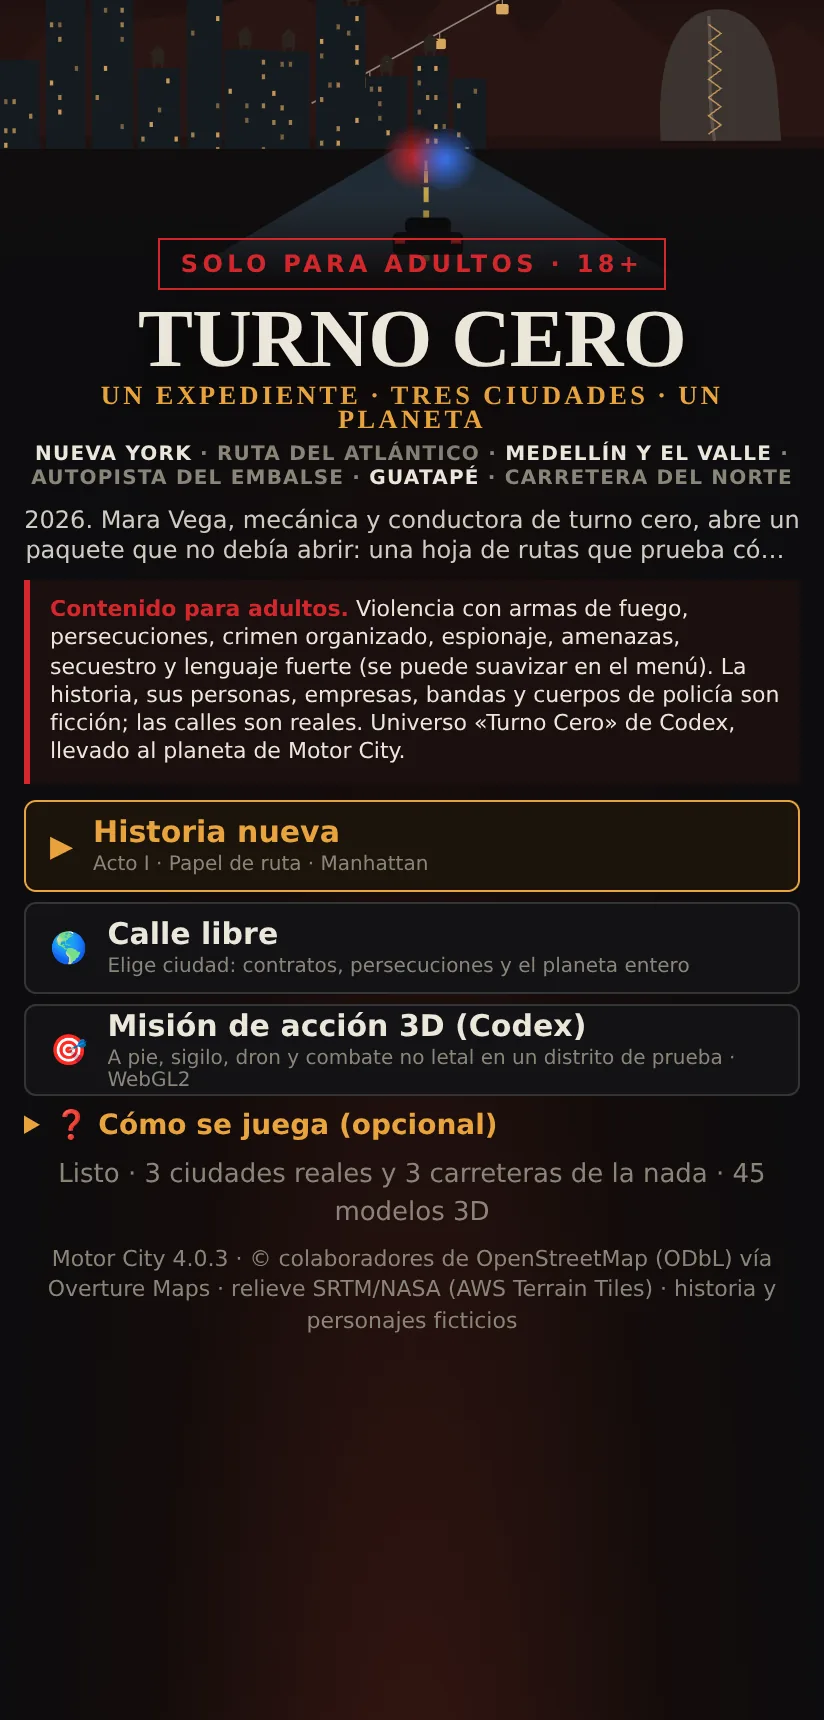 SOLO PARA ADULTOS · 18+
TURNO CERO
UN EXPEDIENTE · TRES CIUDADES · UN
PLANETA
NUEVA YORK · RUTA DEL ATLÁNTICO · MEDELLÍN Y EL VALLE ·
AUTOPISTA DEL EMBALSE · GUATAPÉ · CARRETERA DEL NORTE
2026. Mara Vega, mecánica y conductora de turno cero, abre un
paquete que no debía abrir: una hoja de rutas que prueba có…
Contenido para adultos. Violencia con armas de fuego,
persecuciones, crimen organizado, espionaje, amenazas,
secuestro y lenguaje fuerte (se puede suavizar en el menú). La
historia, sus personas, empresas, bandas y cuerpos de policía son
ficción; las calles son reales. Universo «Turno Cero» de Codex,
llevado al planeta de Motor City.
Historia nueva
Acto I · Papel de ruta · Manhattan
Calle libre
Elige ciudad: contratos, persecuciones y el planeta entero
Misión de acción 3D (Codex)
A pie, sigilo, dron y combate no letal en un distrito de prueba ·
WebGL2
▶ ❓ Cómo se juega (opcional)
Listo · 3 ciudades reales y 3 carreteras de la nada · 45
modelos 3D
Motor City 4.0.3 · © colaboradores de OpenStreetMap (ODbL) vía
Overture Maps · relieve SRTM/NASA (AWS Terrain Tiles) · historia y
personajes ficticios